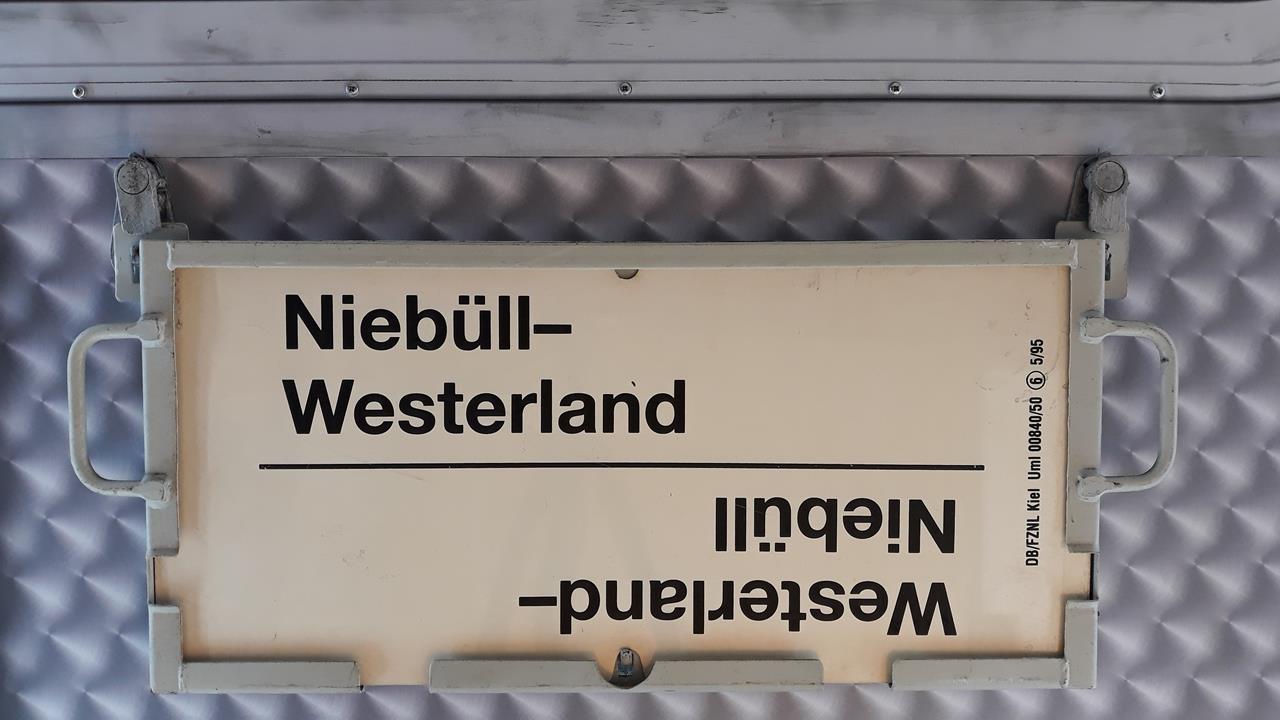 Niebüll–
Westerland
Westerland–
Niebüll
DB/FZNL Kiel Uml 00840/50 ⑥ 5/95